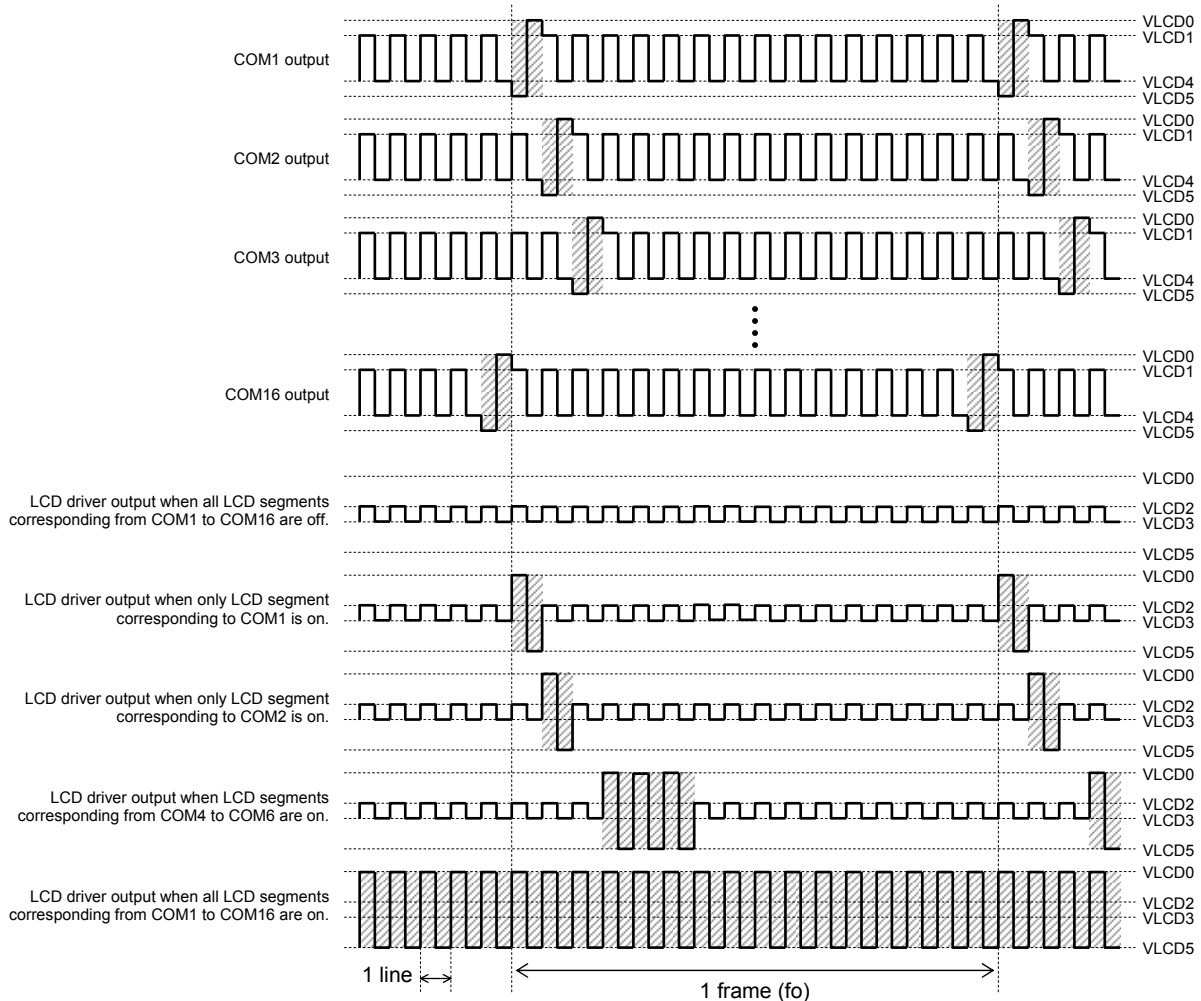 VLCD0
VLCD1
COM1 output
VLCD4
VLCD5
VLCD0
VLCD1
COM2 output
VLCD4
VLCD5
VLCD0
VLCD1
COM3 output
VLCD4
VLCD5
VLCD0
VLCD1
COM16 output
VLCD4
VLCD5
VLCD0
LCD driver output when all LCD segments
corresponding from COM1 to COM16 are off.
VLCD2
VLCD3
VLCD5
VLCD0
LCD driver output when only LCD segment
corresponding to COM1 is on.
VLCD2
VLCD3
VLCD5
VLCD0
LCD driver output when only LCD segment
corresponding to COM2 is on.
VLCD2
VLCD3
VLCD5
VLCD0
LCD driver output when LCD segments
corresponding from COM4 to COM6 are on.
VLCD2
VLCD3
VLCD5
VLCD0
LCD driver output when all LCD segments
corresponding from COM1 to COM16 are on.
VLCD2
VLCD3
VLCD5
1 line
1 frame (fo)